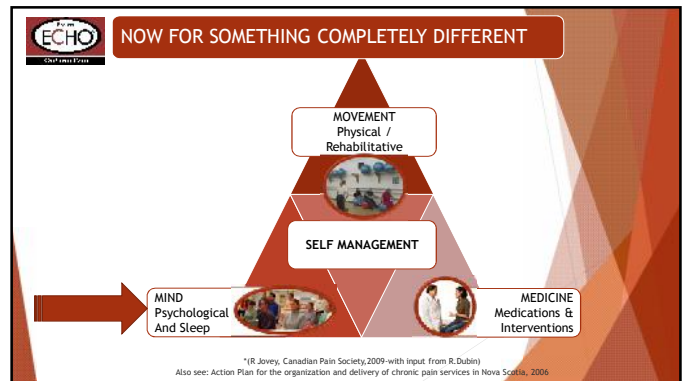 ECHO
NOW FOR SOMETHING COMPLETELY DIFFERENT
MOVEMENT
Physical /
Rehabilitative
SELF MANAGEMENT
MIND
Psychological
And Sleep
MEDICINE
Medications &
Interventions
*(R Jovey, Canadian Pain Society,2009-with input from R.Dubin)
Also see: Action Plan for the organization and delivery of chronic pain services in Nova Scotia, 2006